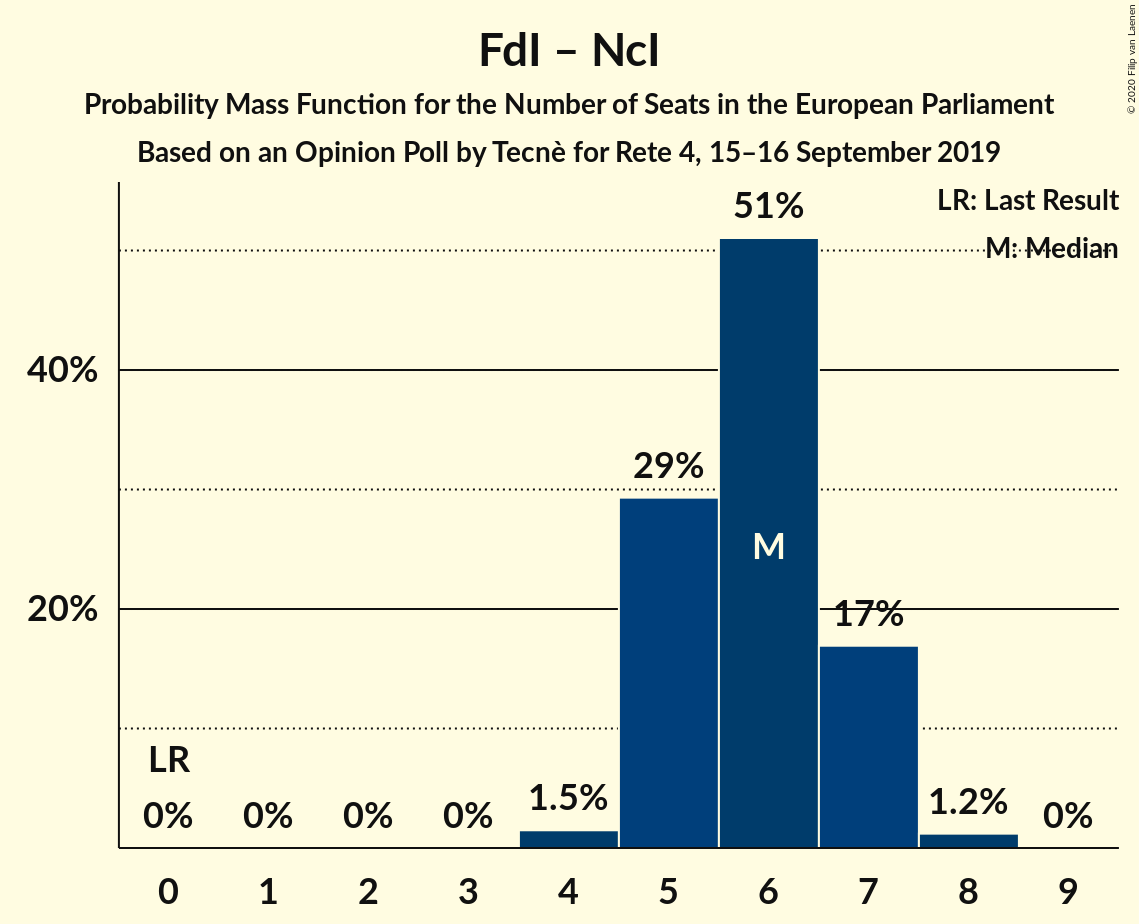 FdI – NcI
Probability Mass Function for the Number of Seats in the European Parliament
Based on an Opinion Poll by Tecnè for Rete 4, 15–16 September 2019
© 2020 Filip van Laenen
LR: Last Result
M: Median
51%
40%
29%
M
20%
17%
LR
0%
0%
0%
0%
1.5%
1.2%
0%
0
1
2
3
4
5
6
7
8
9